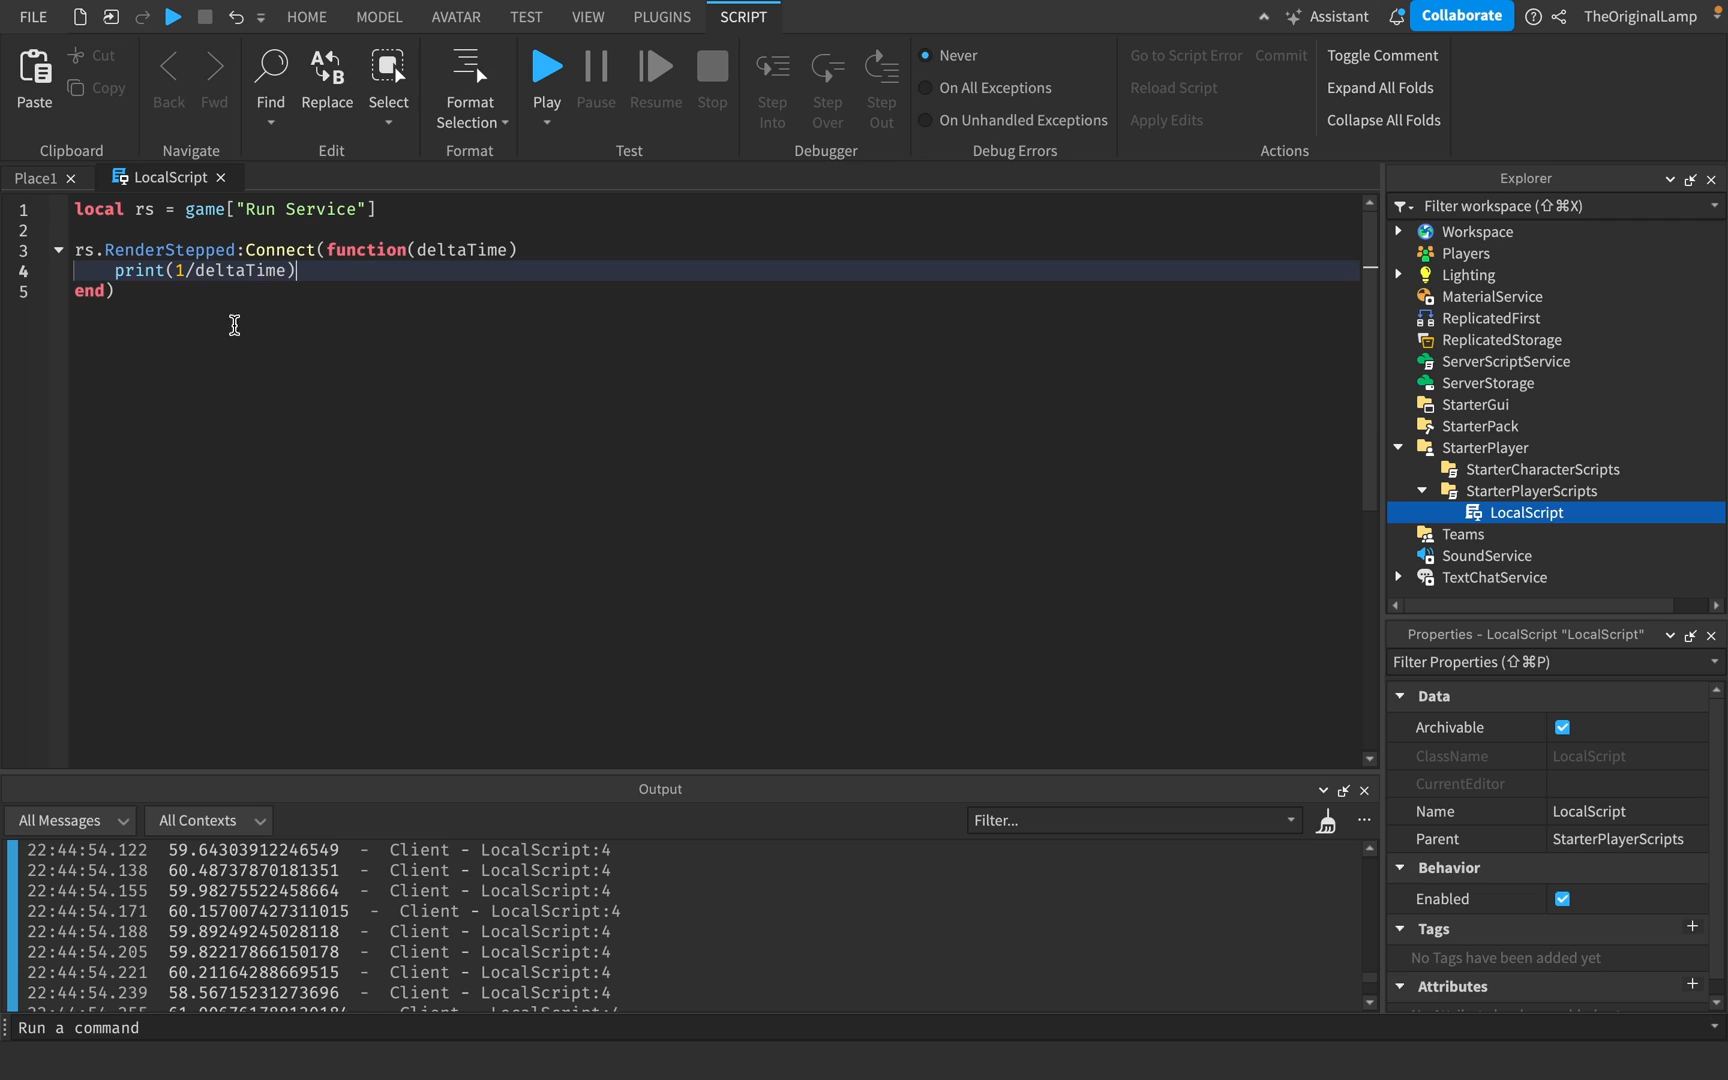 FILE HOME MODEL AVATAR TEST VIEW PLUGINS SCRIPT Assistant Collaborate TheOriginalLamp
Paste Cut Copy
Clipboard
Back Fwd
Navigate
Find Replace Select
Edit
Format Selection
Format
Play Pause Resume Stop
Test
Step Into Step Over Step Out
Debugger
Never
On All Exceptions
On Unhandled Exceptions
Debug Errors
Go to Script Error Commit Toggle Comment
Reload Script Expand All Folds
Apply Edits Collapse All Folds
Actions
Place1 LocalScript
1 local rs = game["Run Service"]
2
3 rs.RenderStepped:Connect(function(deltaTime)
4 print(1/deltaTime)
5 end)
Explorer
Filter workspace (⇧⌘X)
Workspace
Players
Lighting
MaterialService
ReplicatedFirst
ReplicatedStorage
ServerScriptService
ServerStorage
StarterGui
StarterPack
StarterPlayer
StarterCharacterScripts
StarterPlayerScripts
LocalScript
Teams
SoundService
TextChatService
Properties - LocalScript "LocalScript"
Filter Properties (⇧⌘P)
Data
Archivable
ClassName LocalScript
CurrentEditor
Name LocalScript
Parent StarterPlayerScripts
Behavior
Enabled
Tags
No Tags have been added yet
Attributes
Output
All Messages All Contexts Filter...
22:44:54.122 59.64303912246549 - Client - LocalScript:4
22:44:54.138 60.48737870181351 - Client - LocalScript:4
22:44:54.155 59.98275522458664 - Client - LocalScript:4
22:44:54.171 60.157007427311015 - Client - LocalScript:4
22:44:54.188 59.89249245028118 - Client - LocalScript:4
22:44:54.205 59.82217866150178 - Client - LocalScript:4
22:44:54.221 60.21164288669515 - Client - LocalScript:4
22:44:54.239 58.56715231273696 - Client - LocalScript:4
Run a command